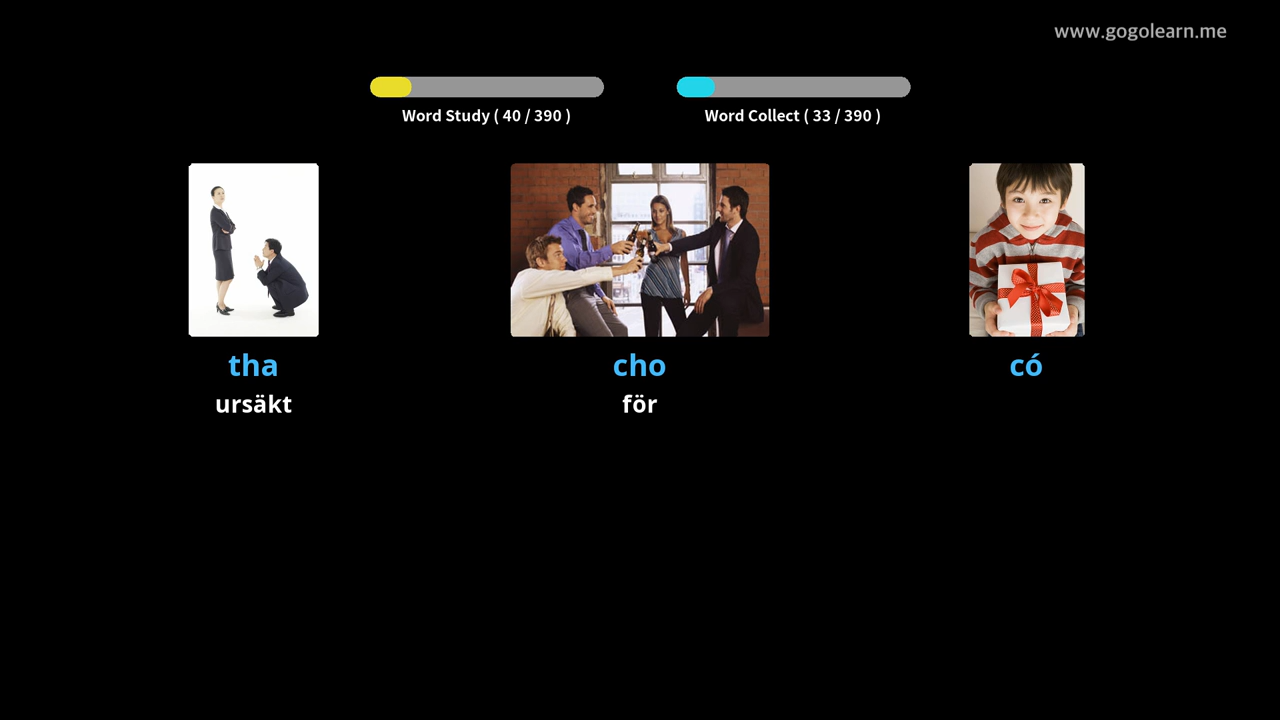 www.gogolearn.me
Word Study ( 40 / 390 )
Word Collect ( 33 / 390 )
tha
cho
có
ursäkt
för